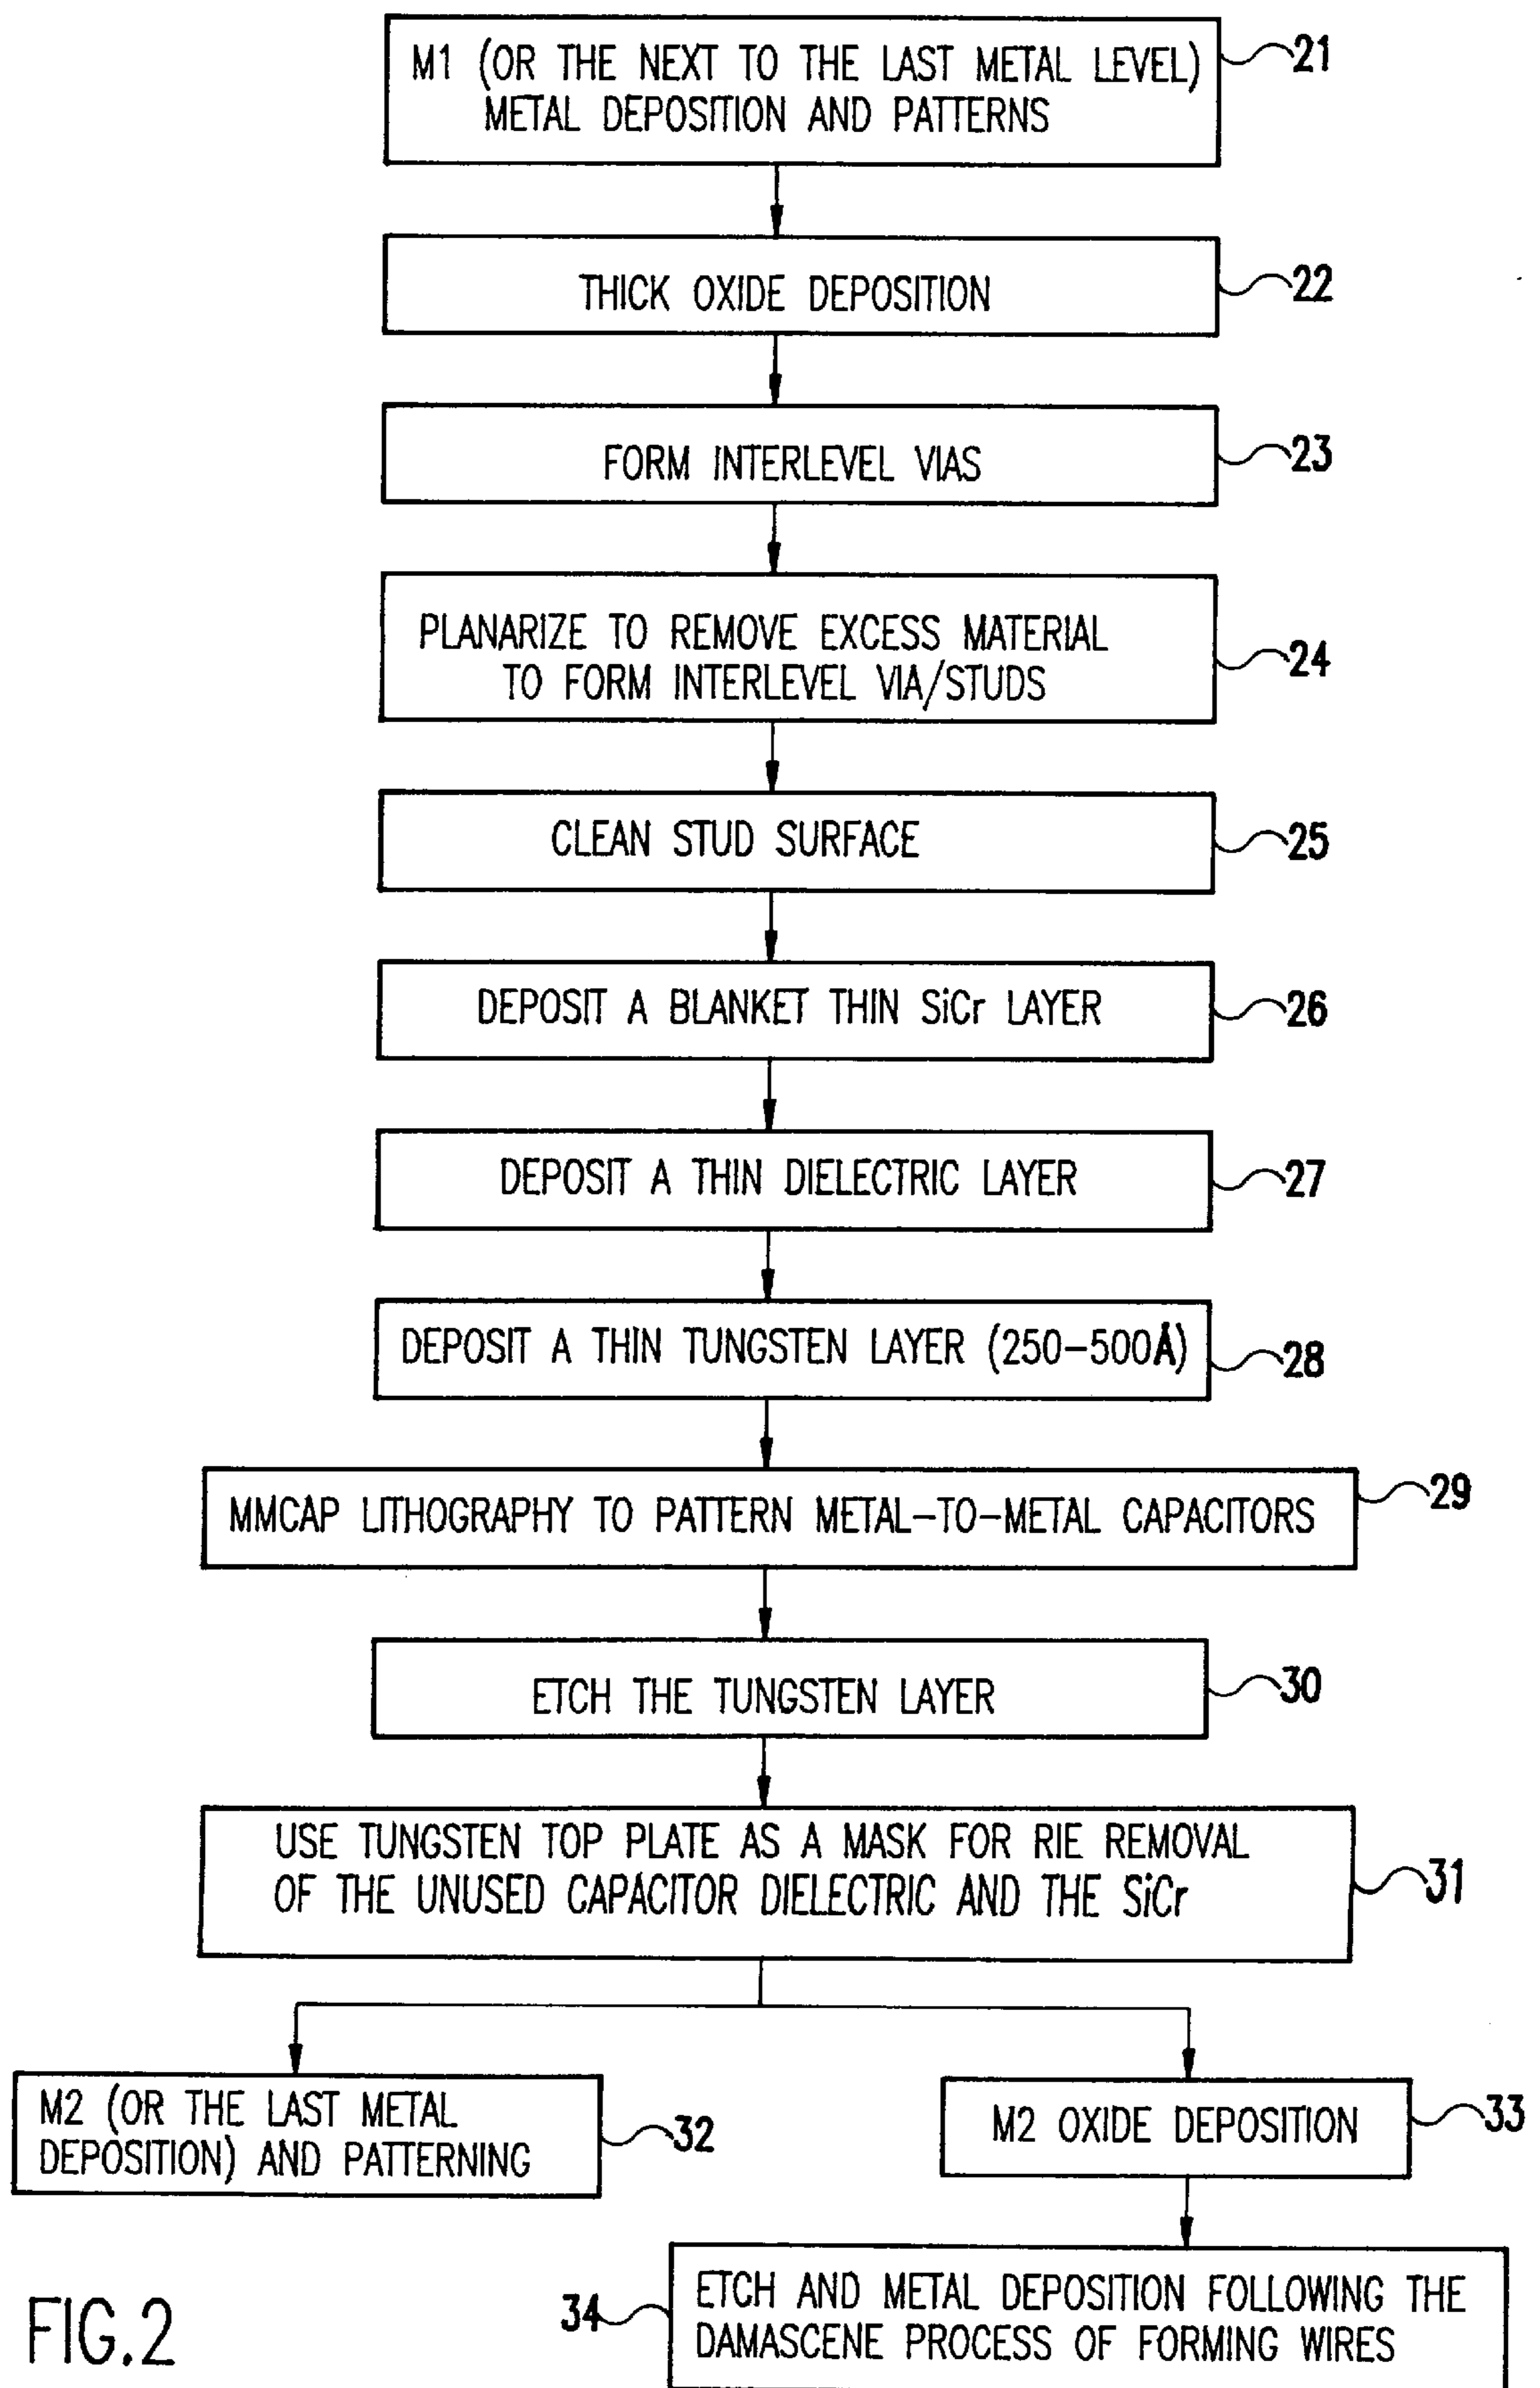 M1 (OR THE NEXT TO THE LAST METAL LEVEL)
METAL DEPOSITION AND PATTERNS
21
THICK OXIDE DEPOSITION
22
FORM INTERLEVEL VIAS
23
PLANARIZE TO REMOVE EXCESS MATERIAL
TO FORM INTERLEVEL VIA/STUDS
24
CLEAN STUD SURFACE
25
DEPOSIT A BLANKET THIN SiCr LAYER
26
DEPOSIT A THIN DIELECTRIC LAYER
27
DEPOSIT A THIN TUNGSTEN LAYER (250-500Å)
28
MMCAP LITHOGRAPHY TO PATTERN METAL-TO-METAL CAPACITORS
29
ETCH THE TUNGSTEN LAYER
30
USE TUNGSTEN TOP PLATE AS A MASK FOR RIE REMOVAL
OF THE UNUSED CAPACITOR DIELECTRIC AND THE SiCr
31
M2 (OR THE LAST METAL
DEPOSITION) AND PATTERNING
32
M2 OXIDE DEPOSITION
33
34
ETCH AND METAL DEPOSITION FOLLOWING THE
DAMASCENE PROCESS OF FORMING WIRES
FIG.2